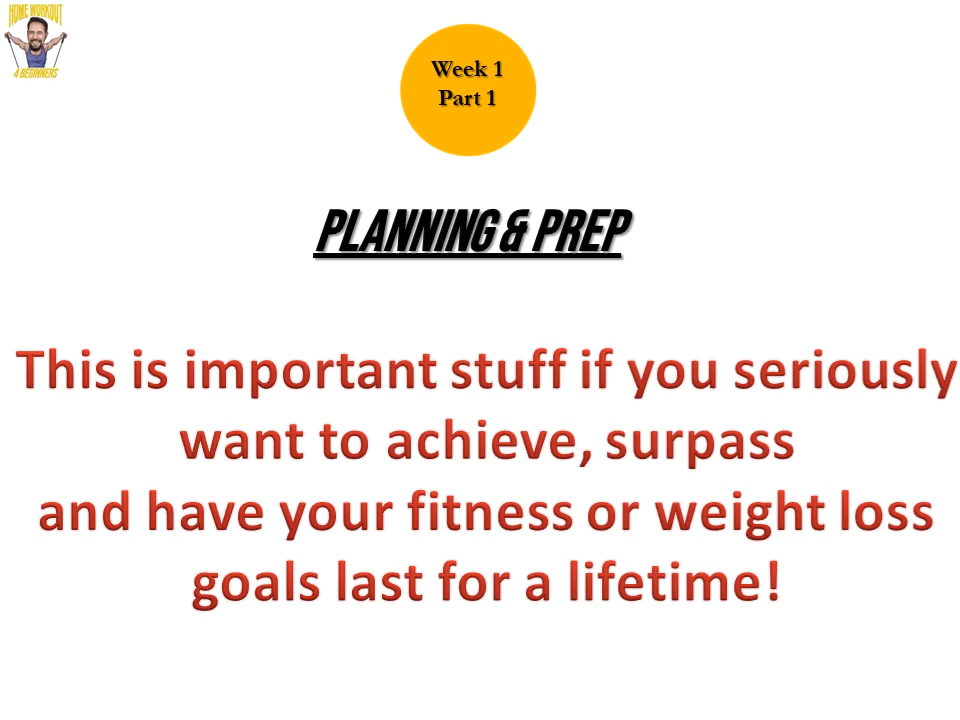 HOME WORKOUT
4 BEGINNERS
Week 1
Part 1
PLANNING & PREP
This is important stuff if you seriously
want to achieve, surpass
and have your fitness or weight loss
goals last for a lifetime!